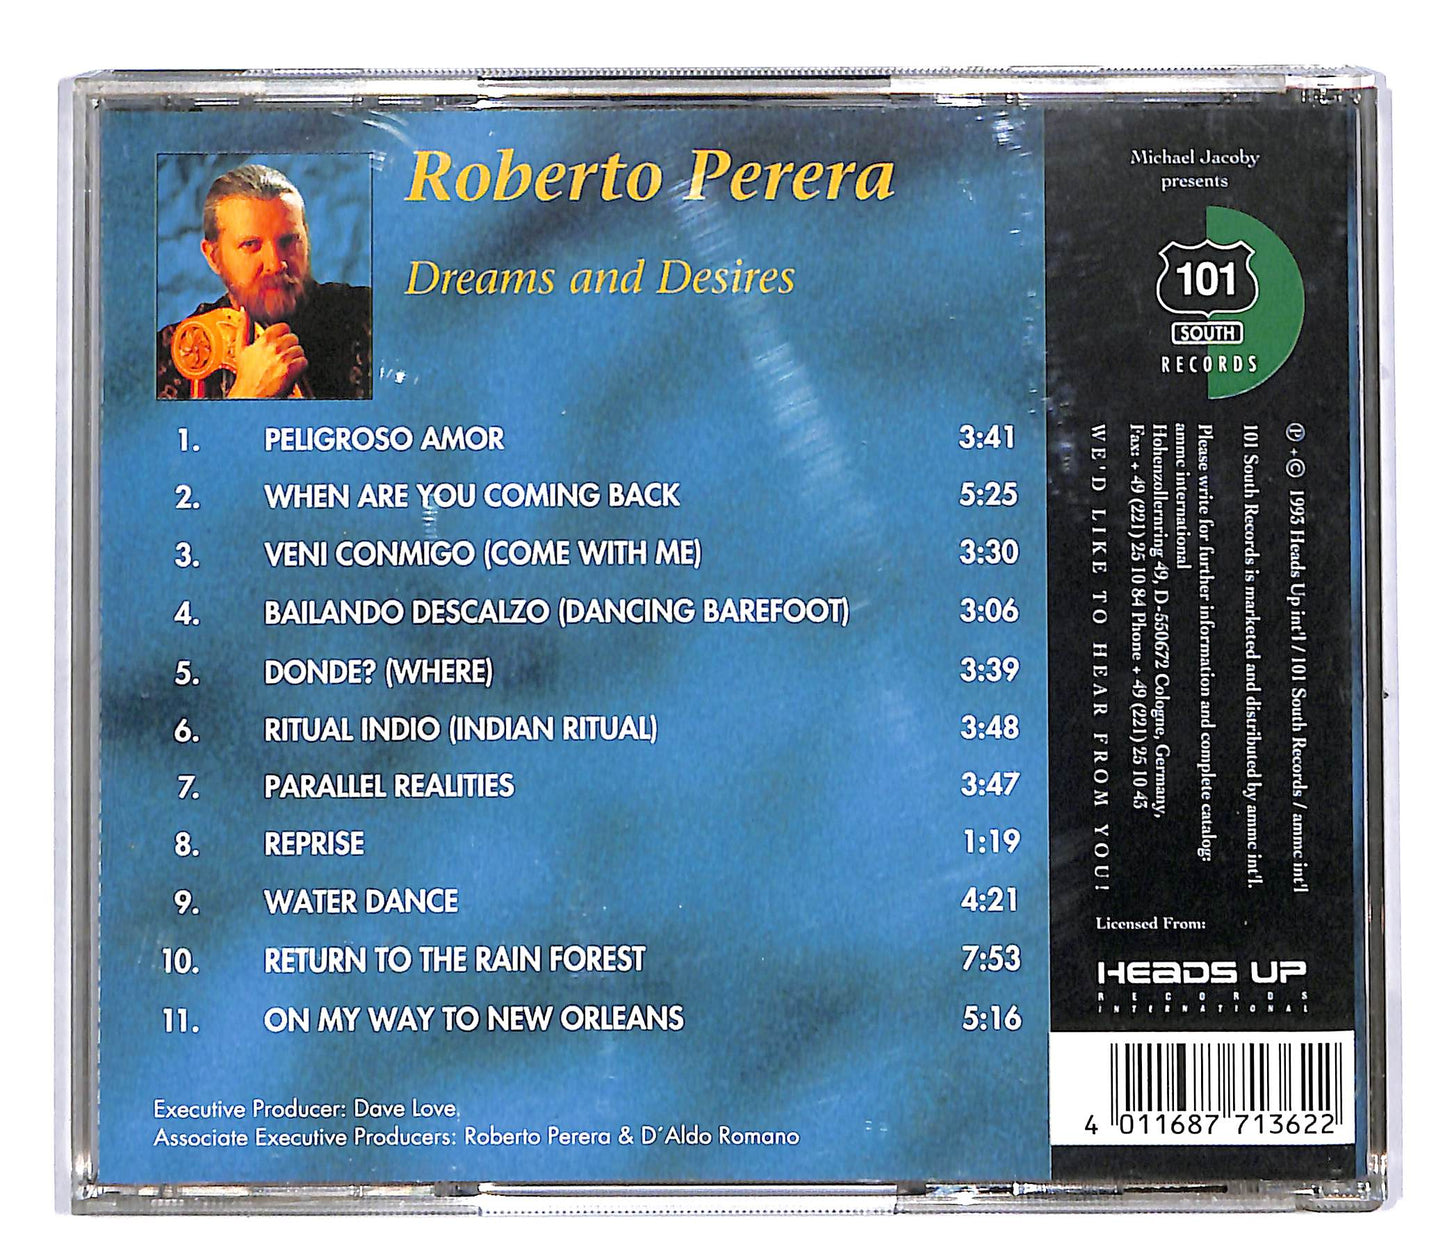 Roberto Perera
Dreams and Desires
1. PELIGROSO AMOR 3:41
2. WHEN ARE YOU COMING BACK 5:25
3. VENI CONMIGO (COME WITH ME) 3:30
4. BAILANDO DESCALZO (DANCING BAREFOOT) 3:06
5. DONDE? (WHERE) 3:39
6. RITUAL INDIO (INDIAN RITUAL) 3:48
7. PARALLEL REALITIES 3:47
8. REPRISE 1:19
9. WATER DANCE 4:21
10. RETURN TO THE RAIN FOREST 7:53
11. ON MY WAY TO NEW ORLEANS 5:16
Executive Producer: Dave Love.
Associate Executive Producers: Roberto Perera & D´Aldo Romano
Michael Jacoby
presents
101
SOUTH
RECORDS
℗ + © 1993 Heads Up int'l / 101 South Records / ammc int'l
101 South Records is marketed and distributed by ammc int'l.
Please write for further information and complete catalog:
ammc international
Hohenzollernring 49, D-550672 Cologne, Germany,
Fax: + 49 (221) 25 10 84 Phone + 49 (221) 25 10 43
WE'D LIKE TO HEAR FROM YOU!
Licensed From:
HEADS UP
RECORDS
INTERNATIONAL
4 011687 713622